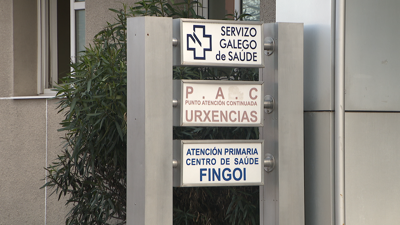 SERVIZO
GALEGO
de SAÚDE
P.A.C
PUNTO ATENCIÓN CONTINUADA
URXENCIAS
ATENCIÓN PRIMARIA
CENTRO DE SAÚDE
FINGOI